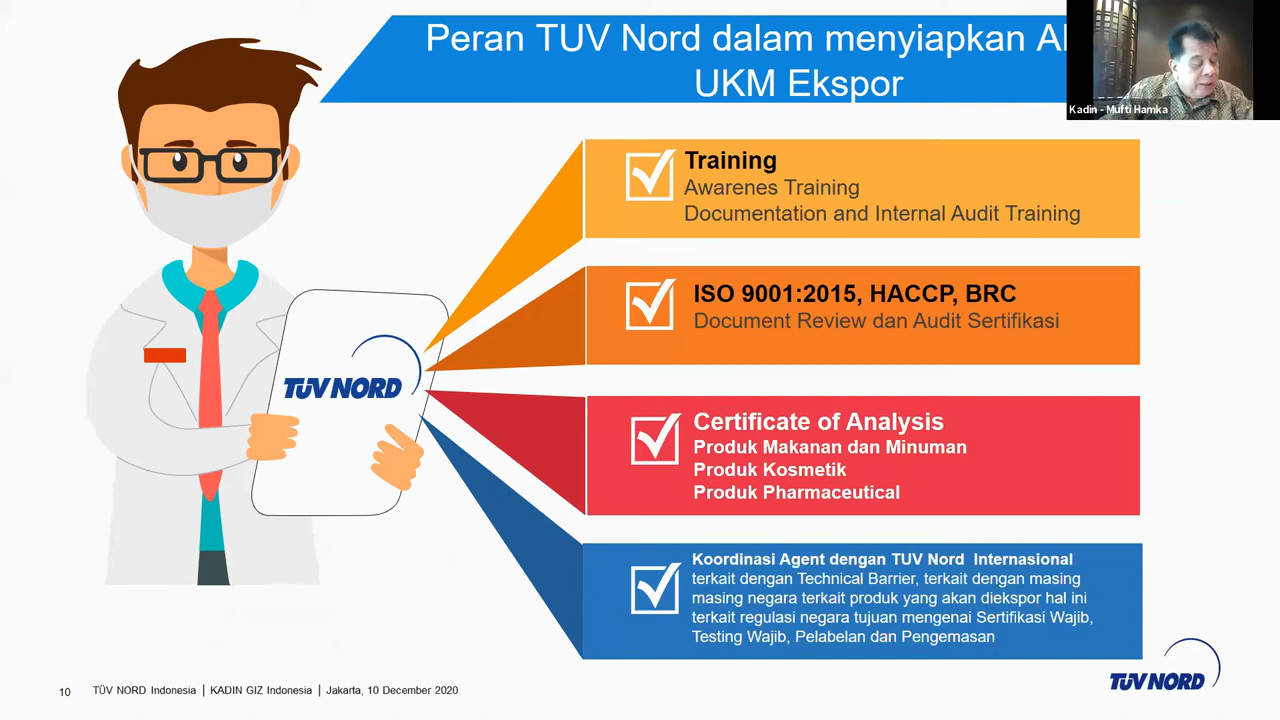 Peran TUV Nord dalam menyiapkan
UKM Ekspor
Kadin - Mufti Hamka
Training
Awarenes Training
Documentation and Internal Audit Training
ISO 9001:2015, HACCP, BRC
Document Review dan Audit Sertifikasi
TÜV NORD
Certificate of Analysis
Produk Makanan dan Minuman
Produk Kosmetik
Produk Pharmaceutical
Koordinasi Agent dengan TUV Nord Internasional
terkait dengan Technical Barrier, terkait dengan masing
masing negara terkait produk yang akan diekspor hal ini
terkait regulasi negara tujuan mengenai Sertifikasi Wajib,
Testing Wajib, Pelabelan dan Pengemasan
10 TÜV NORD Indonesia | KADIN GIZ Indonesia | Jakarta, 10 December 2020
TÜV NORD